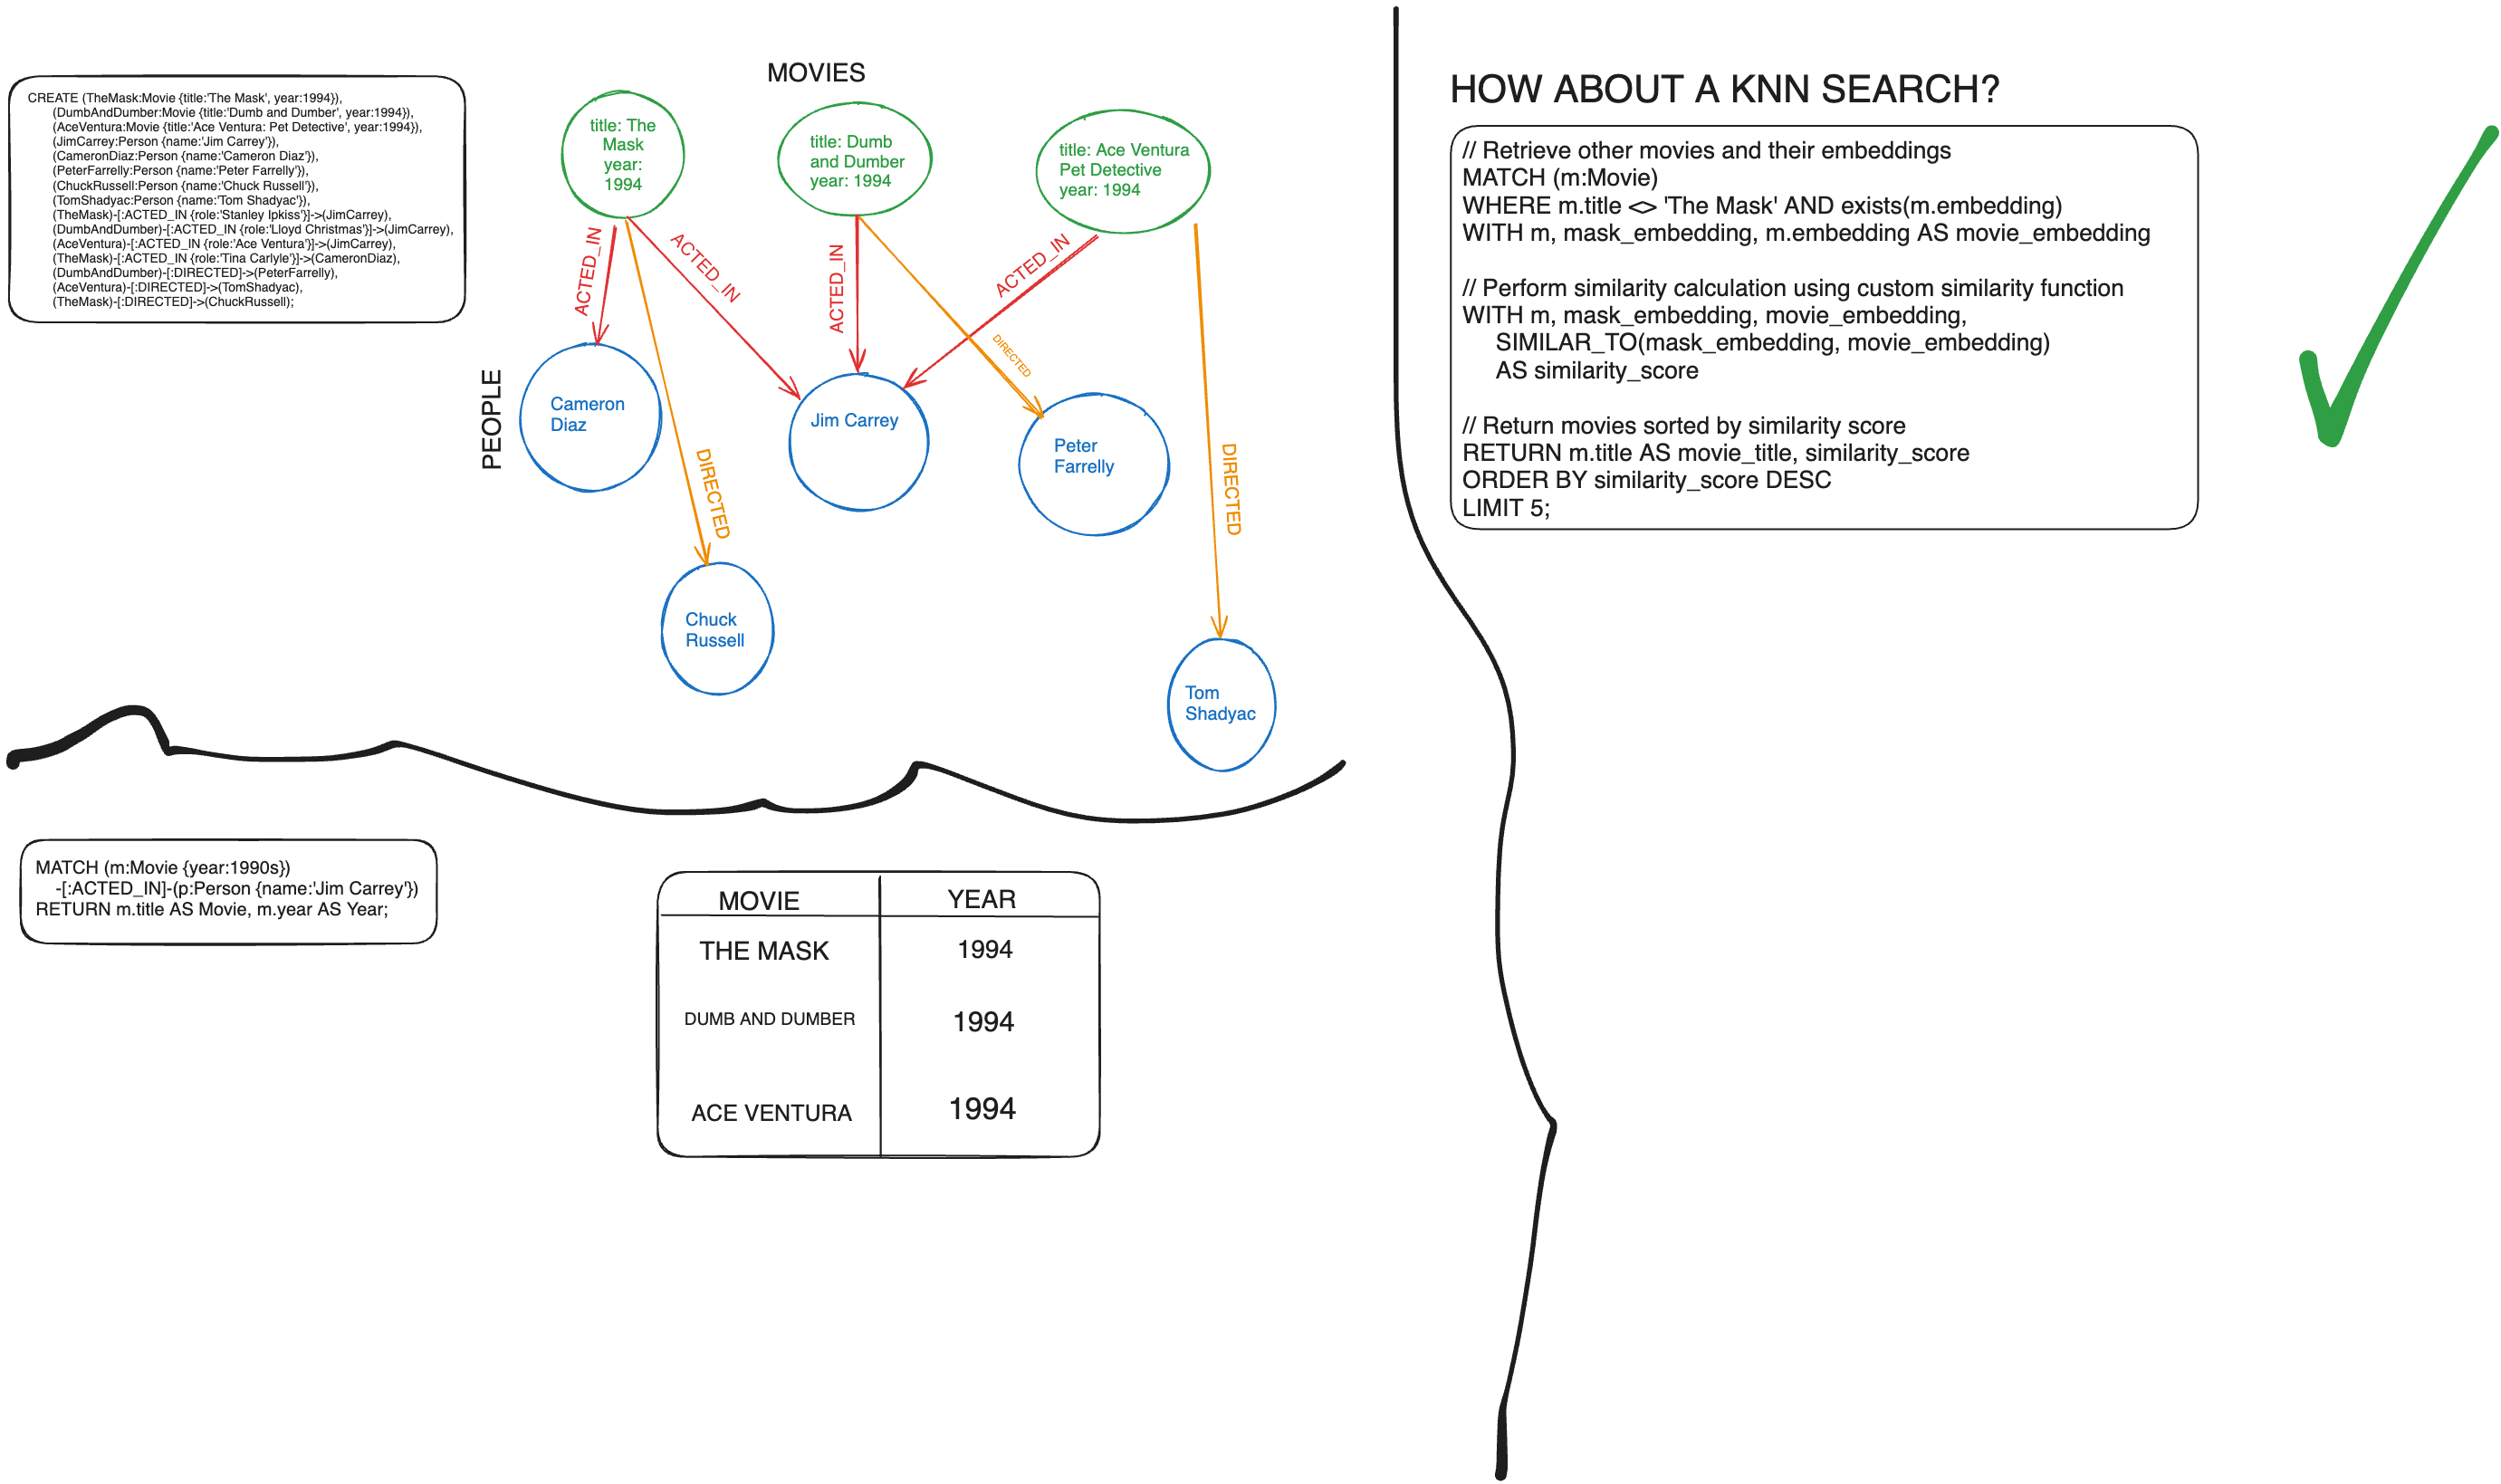 MOVIES
CREATE (TheMask:Movie {title:'The Mask', year:1994}),
(DumbAndDumber:Movie {title:'Dumb and Dumber', year:1994}),
(AceVentura:Movie {title:'Ace Ventura: Pet Detective', year:1994}),
(JimCarrey:Person {name:'Jim Carrey'}),
(CameronDiaz:Person {name:'Cameron Diaz'}),
(PeterFarrelly:Person {name:'Peter Farrelly'}),
(ChuckRussell:Person {name:'Chuck Russell'}),
(TomShadyac:Person {name:'Tom Shadyac'}),
(TheMask)-[:ACTED_IN {role:'Stanley Ipkiss'}]->(JimCarrey),
(DumbAndDumber)-[:ACTED_IN {role:'Lloyd Christmas'}]->(JimCarrey),
(AceVentura)-[:ACTED_IN {role:'Ace Ventura'}]->(JimCarrey),
(TheMask)-[:ACTED_IN {role:'Tina Carlyle'}]->(CameronDiaz),
(DumbAndDumber)-[:DIRECTED]->(PeterFarrelly),
(AceVentura)-[:DIRECTED]->(TomShadyac),
(TheMask)-[:DIRECTED]->(ChuckRussell);
title: The
Mask
year:
1994
title: Dumb
and Dumber
year: 1994
title: Ace Ventura
Pet Detective
year: 1994
ACTED_IN
ACTED_IN
ACTED_IN
ACTED_IN
DIRECTED
PEOPLE
Cameron
Diaz
Jim Carrey
Peter
Farrelly
DIRECTED
DIRECTED
Chuck
Russell
Tom
Shadyac
MATCH (m:Movie {year:1990s})
-[:ACTED_IN]-(p:Person {name:'Jim Carrey'})
RETURN m.title AS Movie, m.year AS Year;
MOVIE YEAR
THE MASK 1994
DUMB AND DUMBER 1994
ACE VENTURA 1994
HOW ABOUT A KNN SEARCH?
// Retrieve other movies and their embeddings
MATCH (m:Movie)
WHERE m.title <> 'The Mask' AND exists(m.embedding)
WITH m, mask_embedding, m.embedding AS movie_embedding
// Perform similarity calculation using custom similarity function
WITH m, mask_embedding, movie_embedding,
SIMILAR_TO(mask_embedding, movie_embedding)
AS similarity_score
// Return movies sorted by similarity score
RETURN m.title AS movie_title, similarity_score
ORDER BY similarity_score DESC
LIMIT 5;